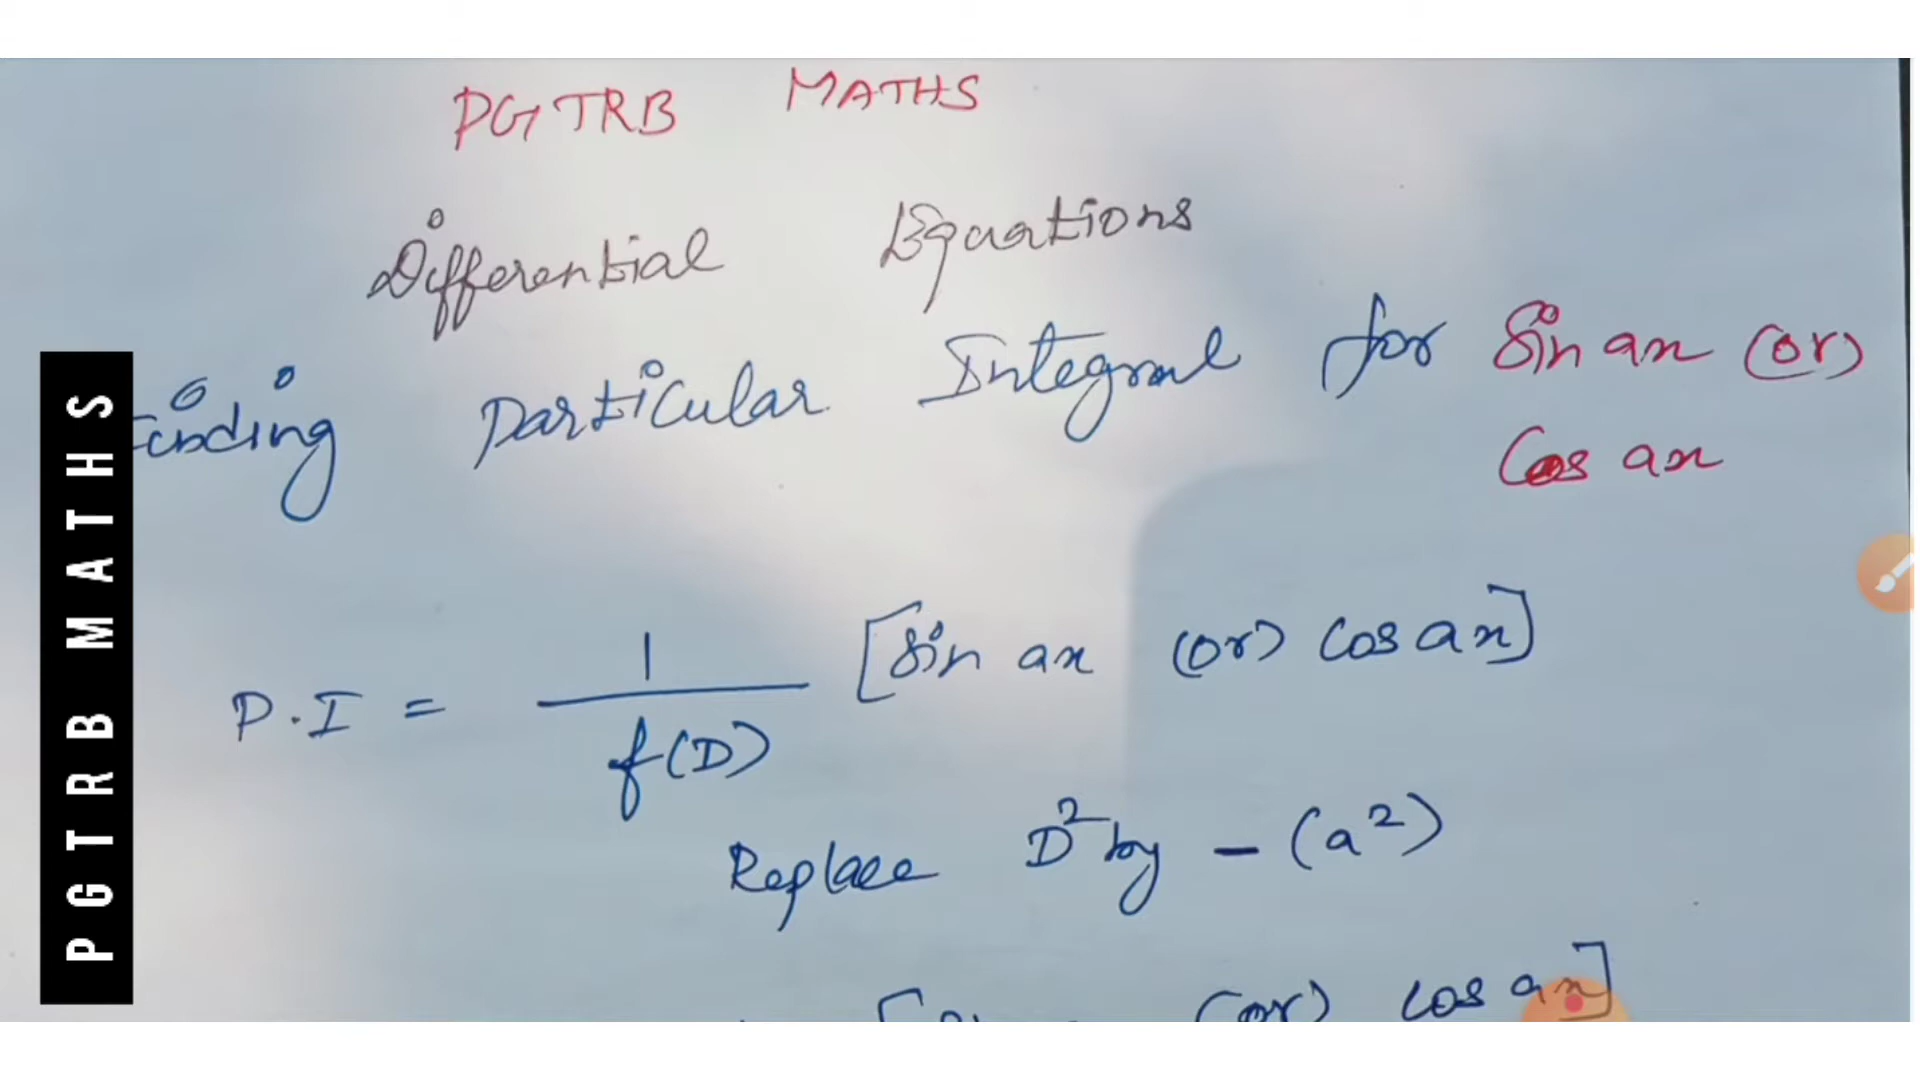 PGTRB MATHS
Differential Equations
Finding Particular Integral for Sin ax (or)
Cos ax
P.I = 1 / f(D) [Sin ax (or) cos ax]
Replace D² by - (a²)
(or) cos ax]
PGTRB MATHS